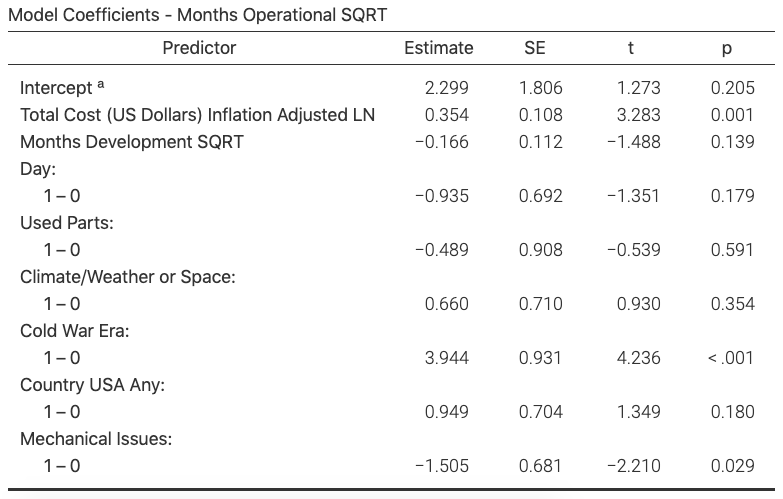 Model Coefficients - Months Operational SQRT
Predictor Estimate SE t p
Intercept ᵃ 2.299 1.806 1.273 0.205
Total Cost (US Dollars) Inflation Adjusted LN 0.354 0.108 3.283 0.001
Months Development SQRT −0.166 0.112 −1.488 0.139
Day:
1 – 0 −0.935 0.692 −1.351 0.179
Used Parts:
1 – 0 −0.489 0.908 −0.539 0.591
Climate/Weather or Space:
1 – 0 0.660 0.710 0.930 0.354
Cold War Era:
1 – 0 3.944 0.931 4.236 < .001
Country USA Any:
1 – 0 0.949 0.704 1.349 0.180
Mechanical Issues:
1 – 0 −1.505 0.681 −2.210 0.029